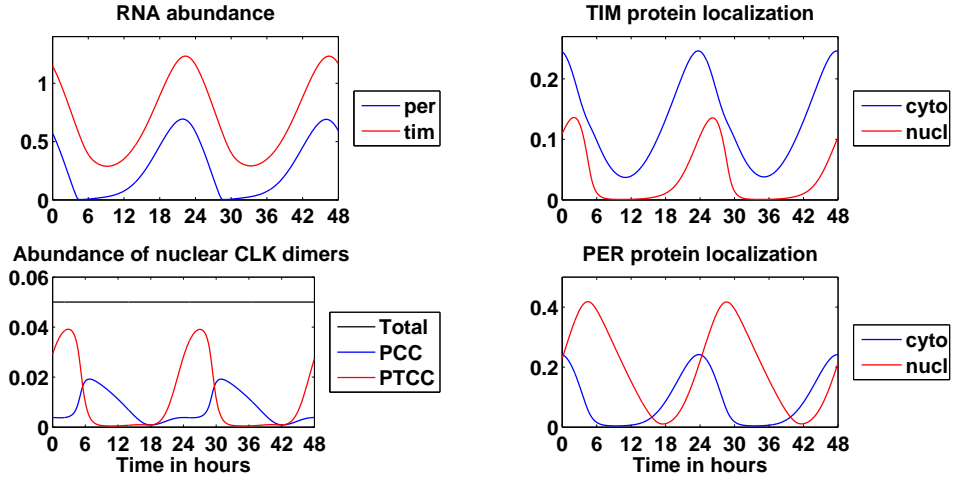 RNA abundance
1
0.5
0
0 6 12 18 24 30 36 42 48
per
tim
TIM protein localization
0.2
0.1
0
0 6 12 18 24 30 36 42 48
cyto
nucl
Abundance of nuclear CLK dimers
0.06
0.04
0.02
0
0 6 12 18 24 30 36 42 48
Time in hours
Total
PCC
PTCC
PER protein localization
0.4
0.2
0
0 6 12 18 24 30 36 42 48
Time in hours
cyto
nucl